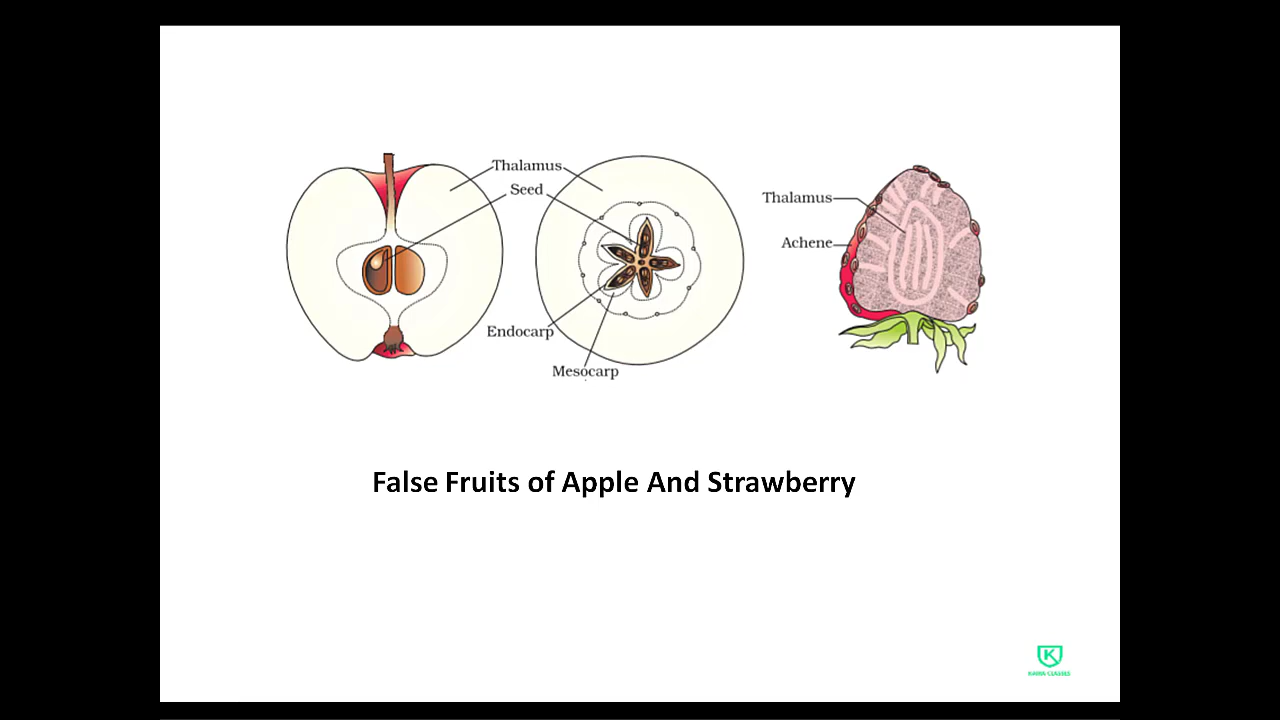 Thalamus
Seed
Endocarp
Mesocarp
Thalamus
Achene
False Fruits of Apple And Strawberry
K